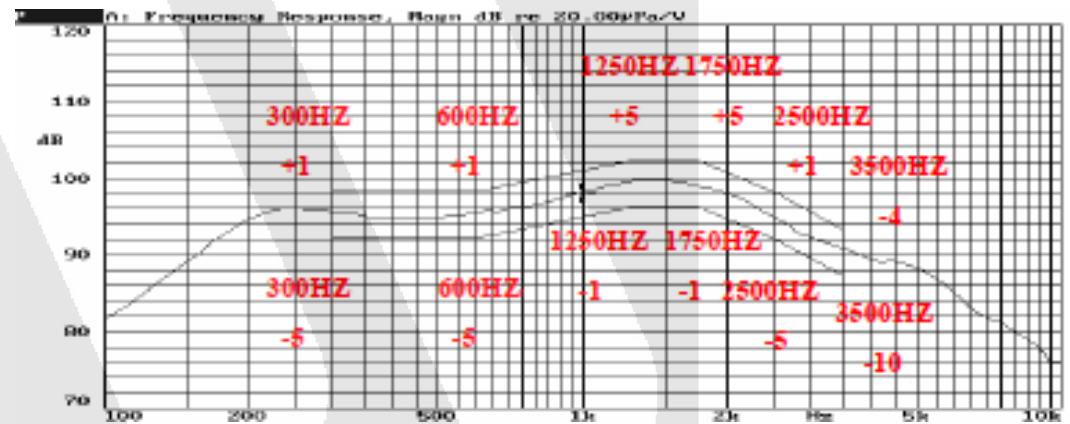 A: Frequency Response, Magn dB re 20.00µPa/V
120
1250HZ 1750HZ
110
300HZ 600HZ +5 +5 2500HZ
dB
+1 +1 +1 3500HZ
100
-4
90
1250HZ 1750HZ
300HZ 600HZ -1 -1 2500HZ
3500HZ
80
-5 -5 -5
-10
70
100 200 500 1k 2k Hz 5k 10k